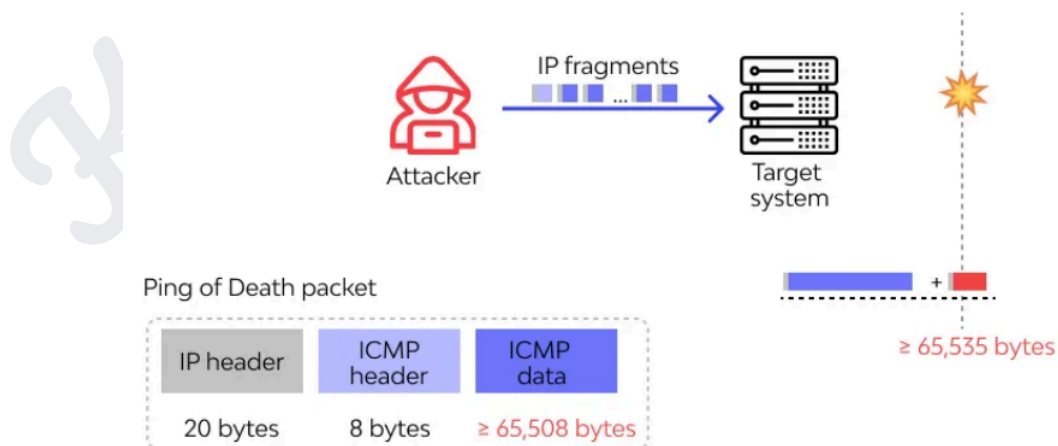 IP fragments
...
Attacker
Target
system
+
Ping of Death packet
≥ 65,535 bytes
IP header
ICMP
header
ICMP
data
20 bytes
8 bytes
≥ 65,508 bytes